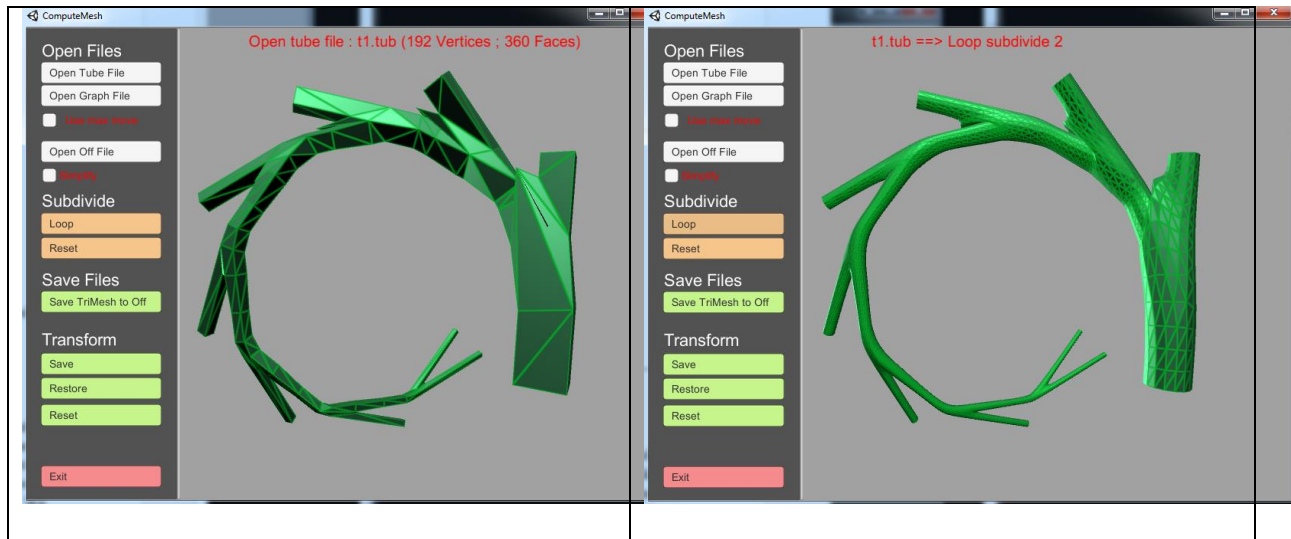 ComputeMesh
Open tube file : t1.tub (192 Vertices ; 360 Faces)
Open Files
Open Tube File
Open Graph File
Open Off File
Simplify
Subdivide
Loop
Reset
Save Files
Save TriMesh to Off
Transform
Save
Restore
Reset
Exit
ComputeMesh
t1.tub ==> Loop subdivide 2
Open Files
Open Tube File
Open Graph File
Open Off File
Simplify
Subdivide
Loop
Reset
Save Files
Save TriMesh to Off
Transform
Save
Restore
Reset
Exit